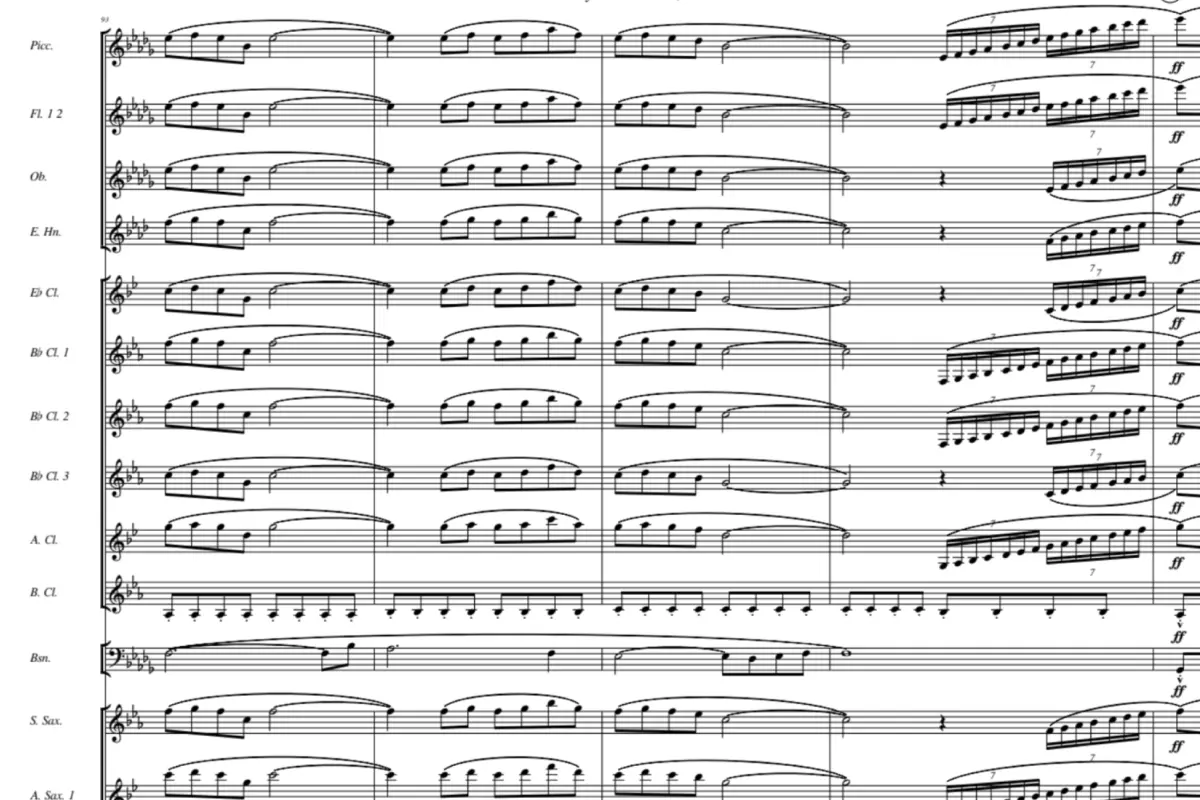 93
Picc.
7
7
ff
Fl. 1 2
7
7
ff
Ob.
7
ff
E. Hn.
7
ff
E♭ Cl.
7
ff
B♭ Cl. 1
7
7
ff
B♭ Cl. 2
7
7
ff
B♭ Cl. 3
7
ff
A. Cl.
7
7
ff
B. Cl.
ff
Bsn.
ff
S. Sax.
7
ff
A. Sax. 1
7